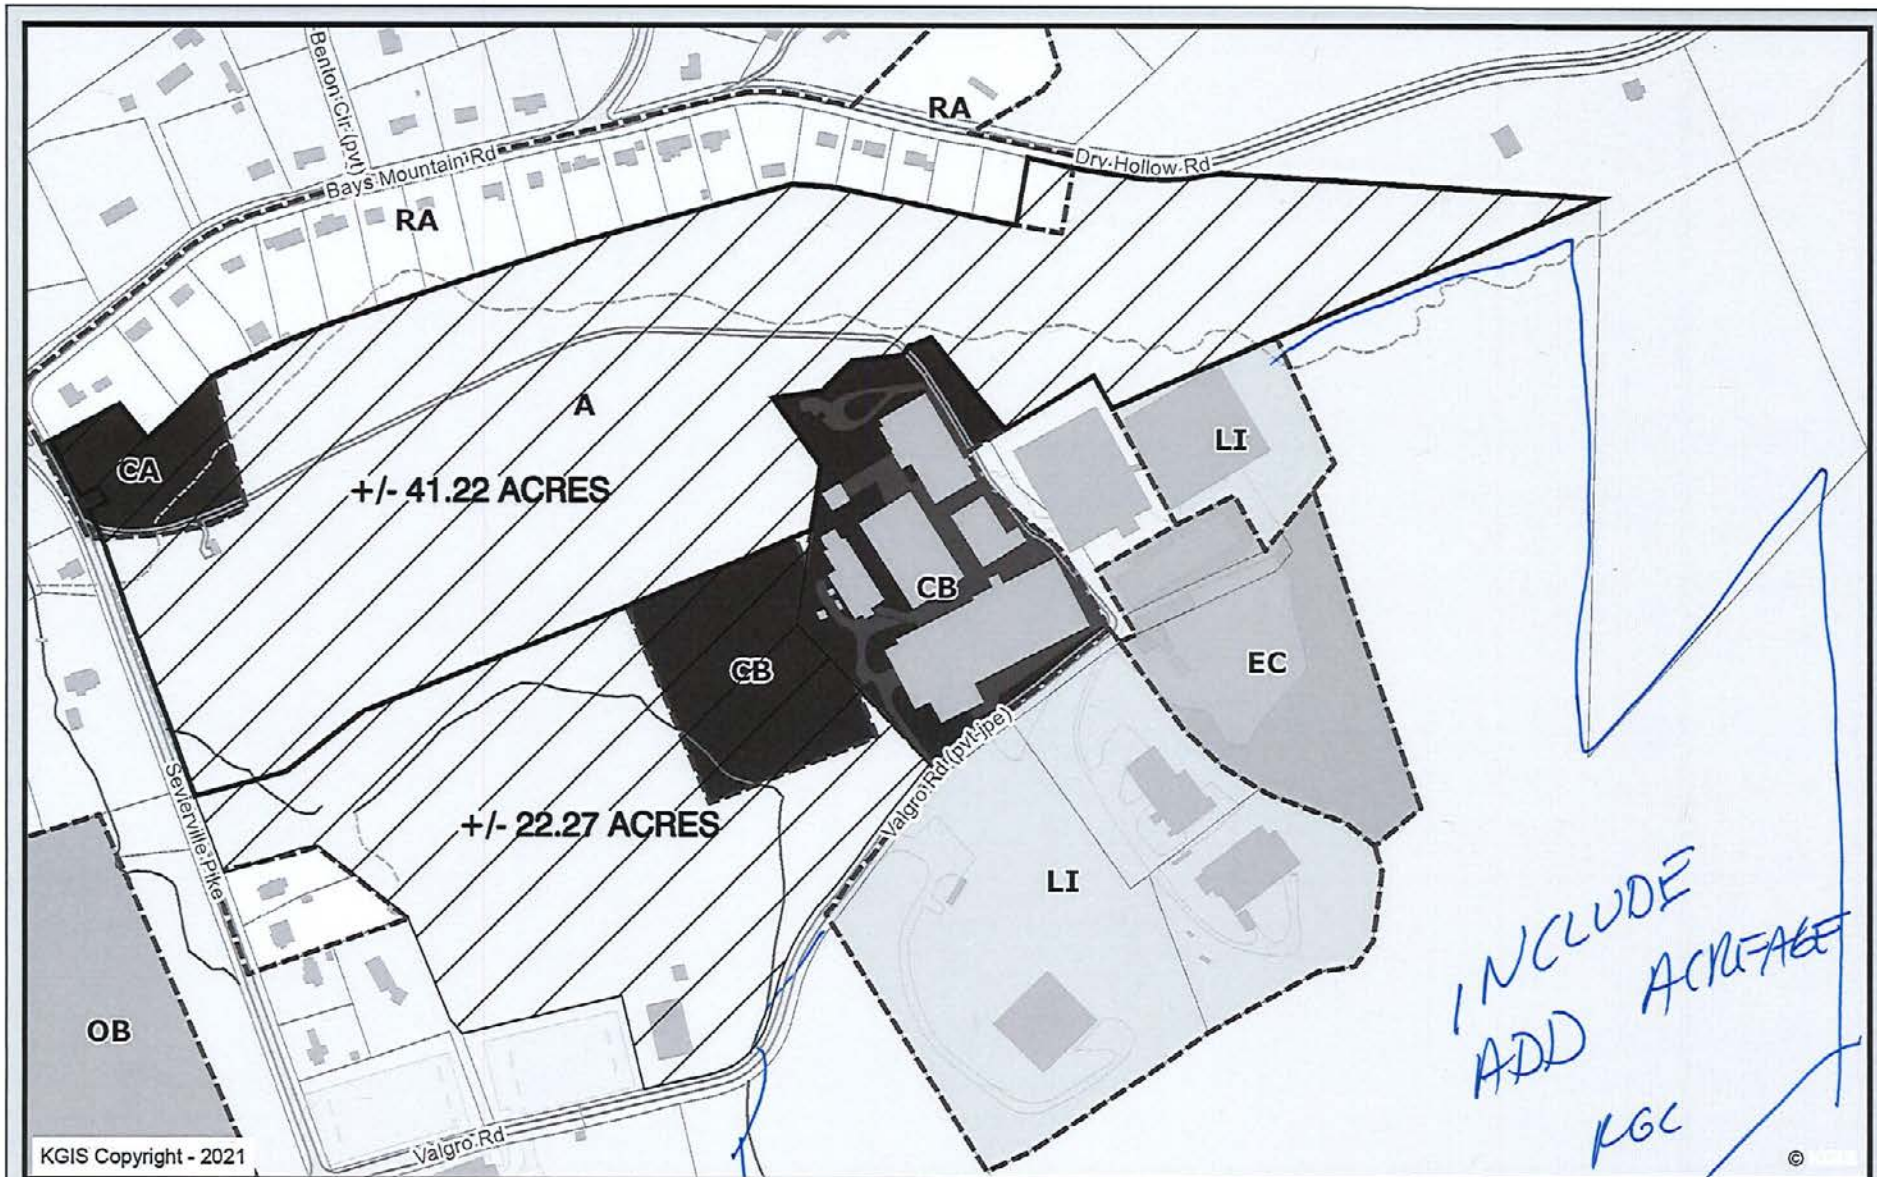 Benton Cir (pvt)
RA
Bays Mountain Rd
Dry Hollow Rd
RA
A
CA
+/- 41.22 ACRES
LI
CB
CB
EC
Sevierville Pike
Valgro Rd (pvt-jpe)
+/- 22.27 ACRES
LI
OB
INCLUDE
ADD ACREAGE
KGC
Valgro Rd
KGIS Copyright - 2021
©